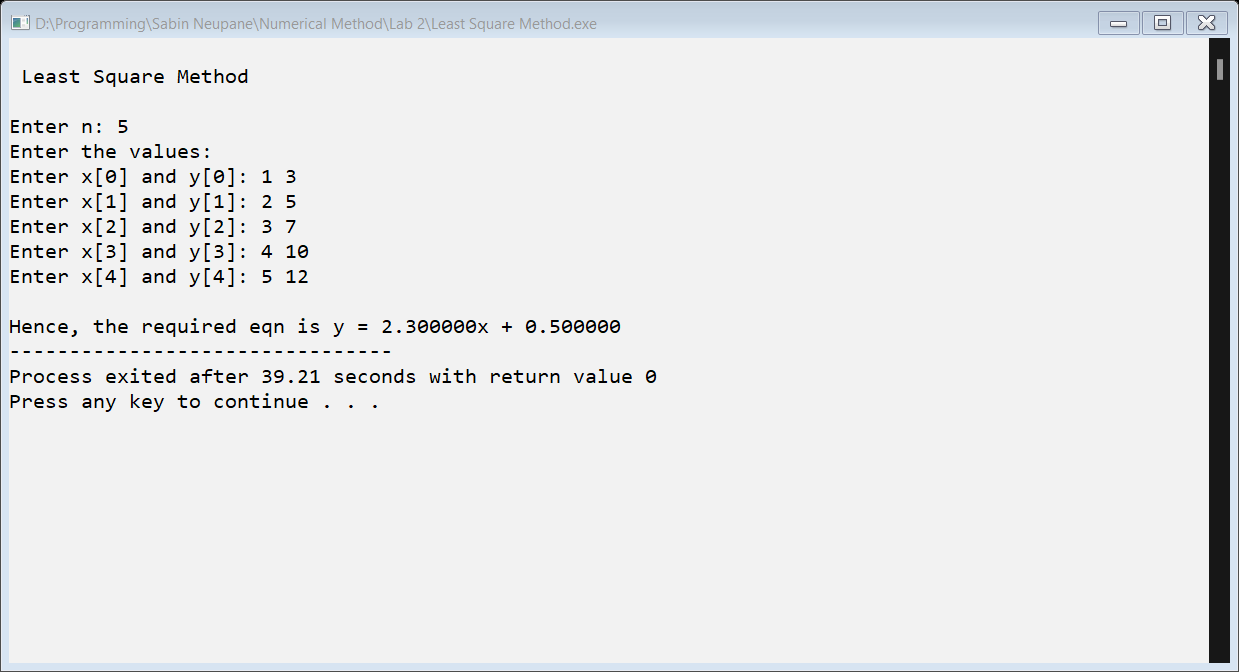 D:\Programming\Sabin Neupane\Numerical Method\Lab 2\Least Square Method.exe
Least Square Method
Enter n: 5
Enter the values:
Enter x[0] and y[0]: 1 3
Enter x[1] and y[1]: 2 5
Enter x[2] and y[2]: 3 7
Enter x[3] and y[3]: 4 10
Enter x[4] and y[4]: 5 12
Hence, the required eqn is y = 2.300000x + 0.500000
--------------------------------
Process exited after 39.21 seconds with return value 0
Press any key to continue . . .